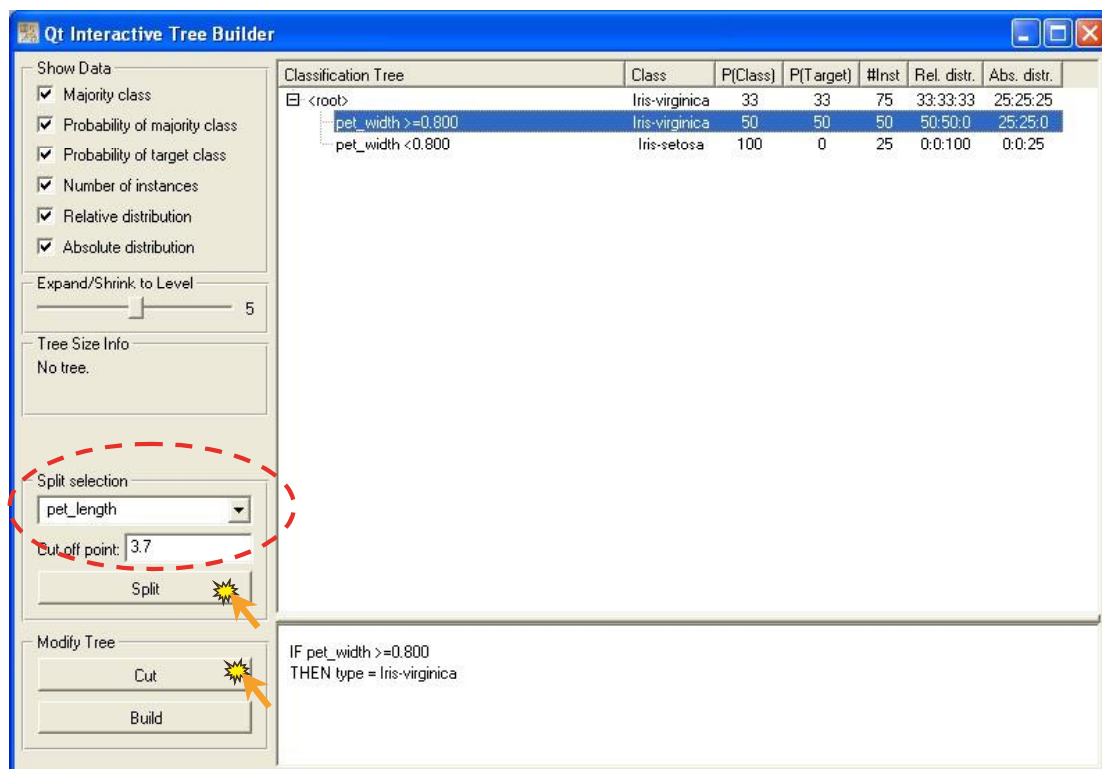 Qt Interactive Tree Builder
Show Data
Majority class
Probability of majority class
Probability of target class
Number of instances
Relative distribution
Absolute distribution
Expand/Shrink to Level
5
Tree Size Info
No tree.
Split selection
pet_length
Cut off point: 3.7
Split
Modify Tree
Cut
Build
Classification Tree Class P(Class) P(Target) #Inst Rel. distr. Abs. distr.
<root> Iris-virginica 33 33 75 33:33:33 25:25:25
pet_width >=0.800 Iris-virginica 50 50 50 50:50:0 25:25:0
pet_width <0.800 Iris-setosa 100 0 25 0:0:100 0:0:25
IF pet_width >=0.800
THEN type = Iris-virginica